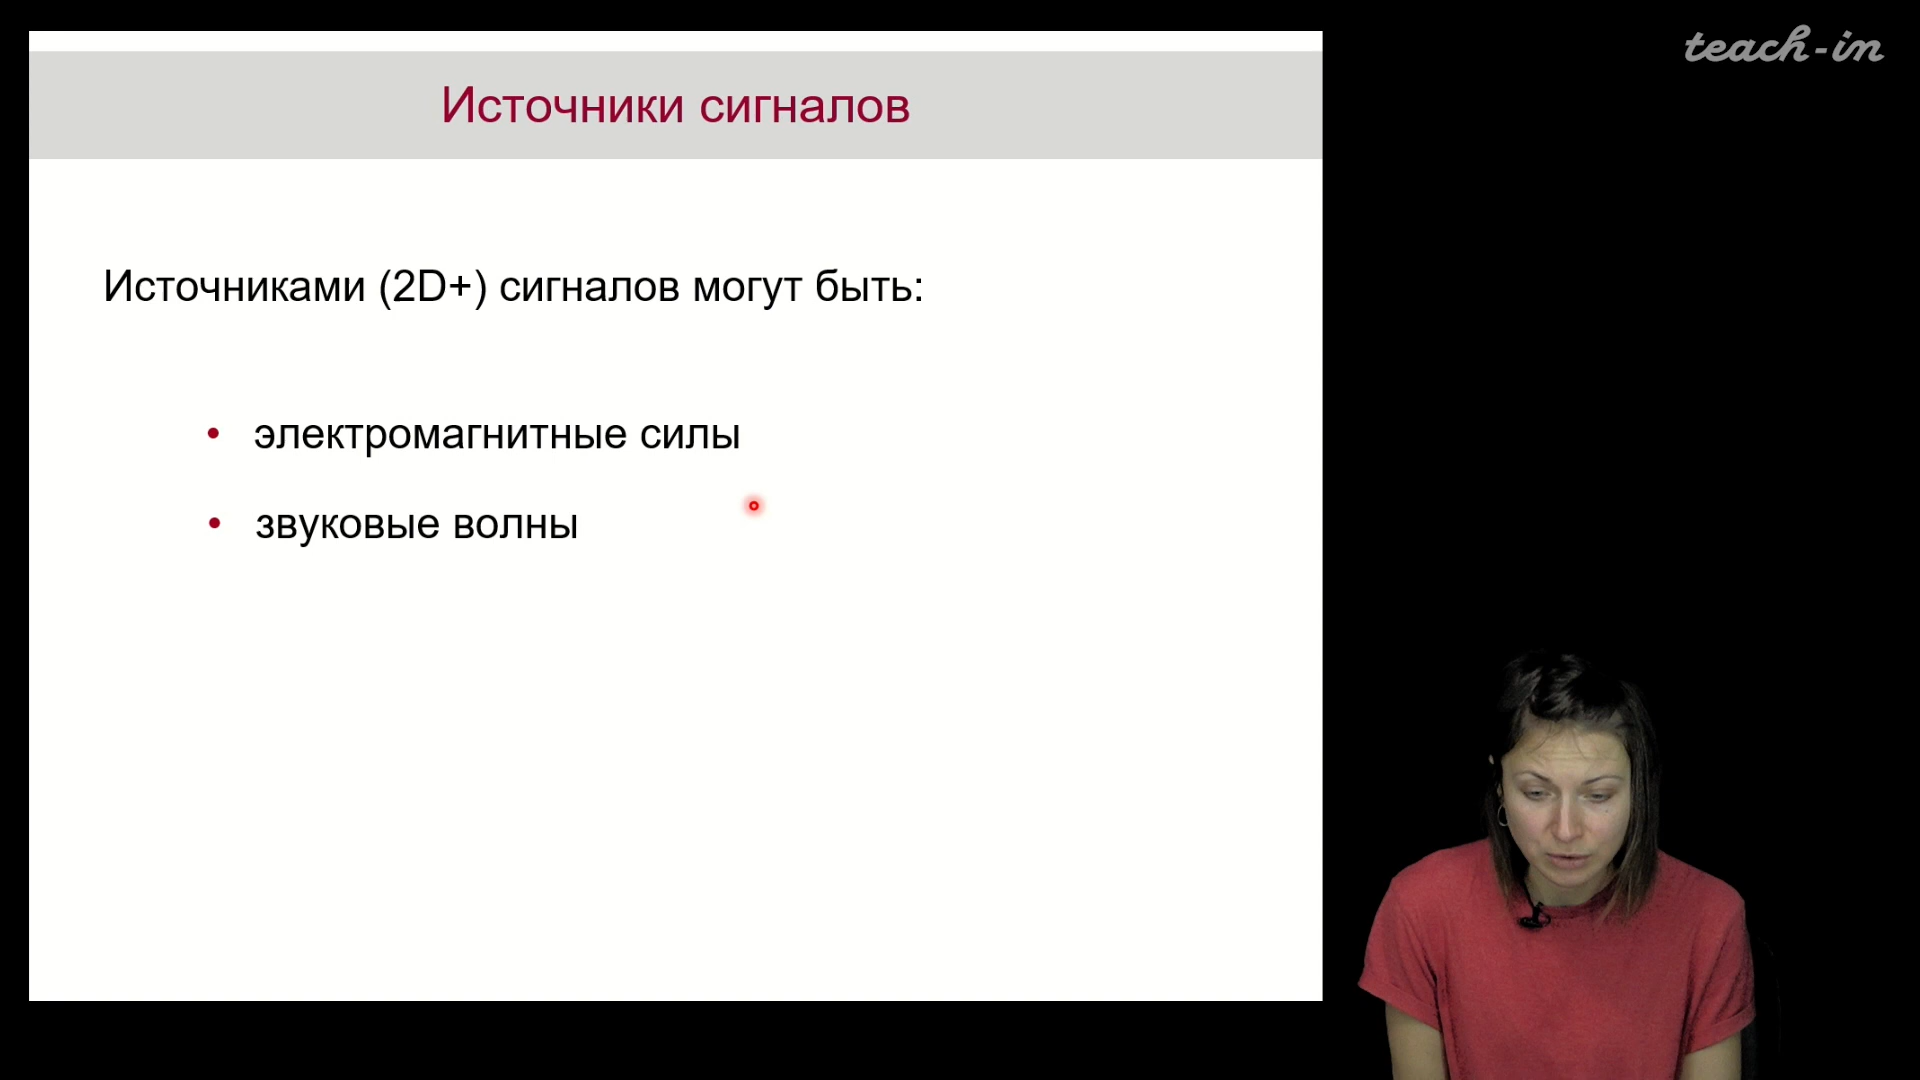 teach-in
Источники сигналов
Источниками (2D+) сигналов могут быть:
• электромагнитные силы
• звуковые волны